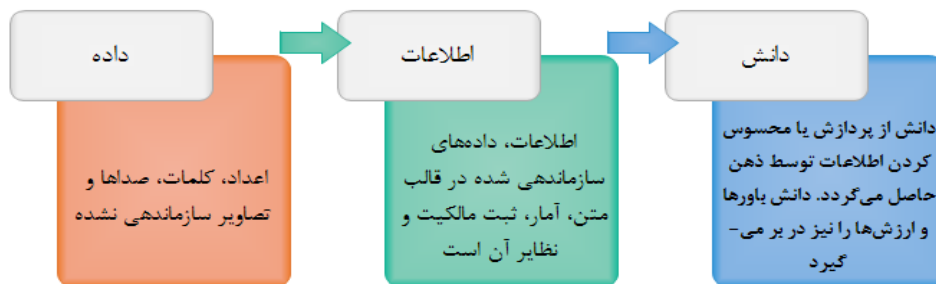 داده
اعداد، کلمات، صداها و
تصاویر سازماندهی نشده
اطلاعات
اطلاعات، داده‌های
سازماندهی شده در قالب
متن، آمار، ثبت مالکیت و
نظایر آن است
دانش
دانش از پردازش یا محسوس
کردن اطلاعات توسط ذهن
حاصل می‌گردد. دانش باورها
و ارزش‌ها را نیز در بر می-
گیرد